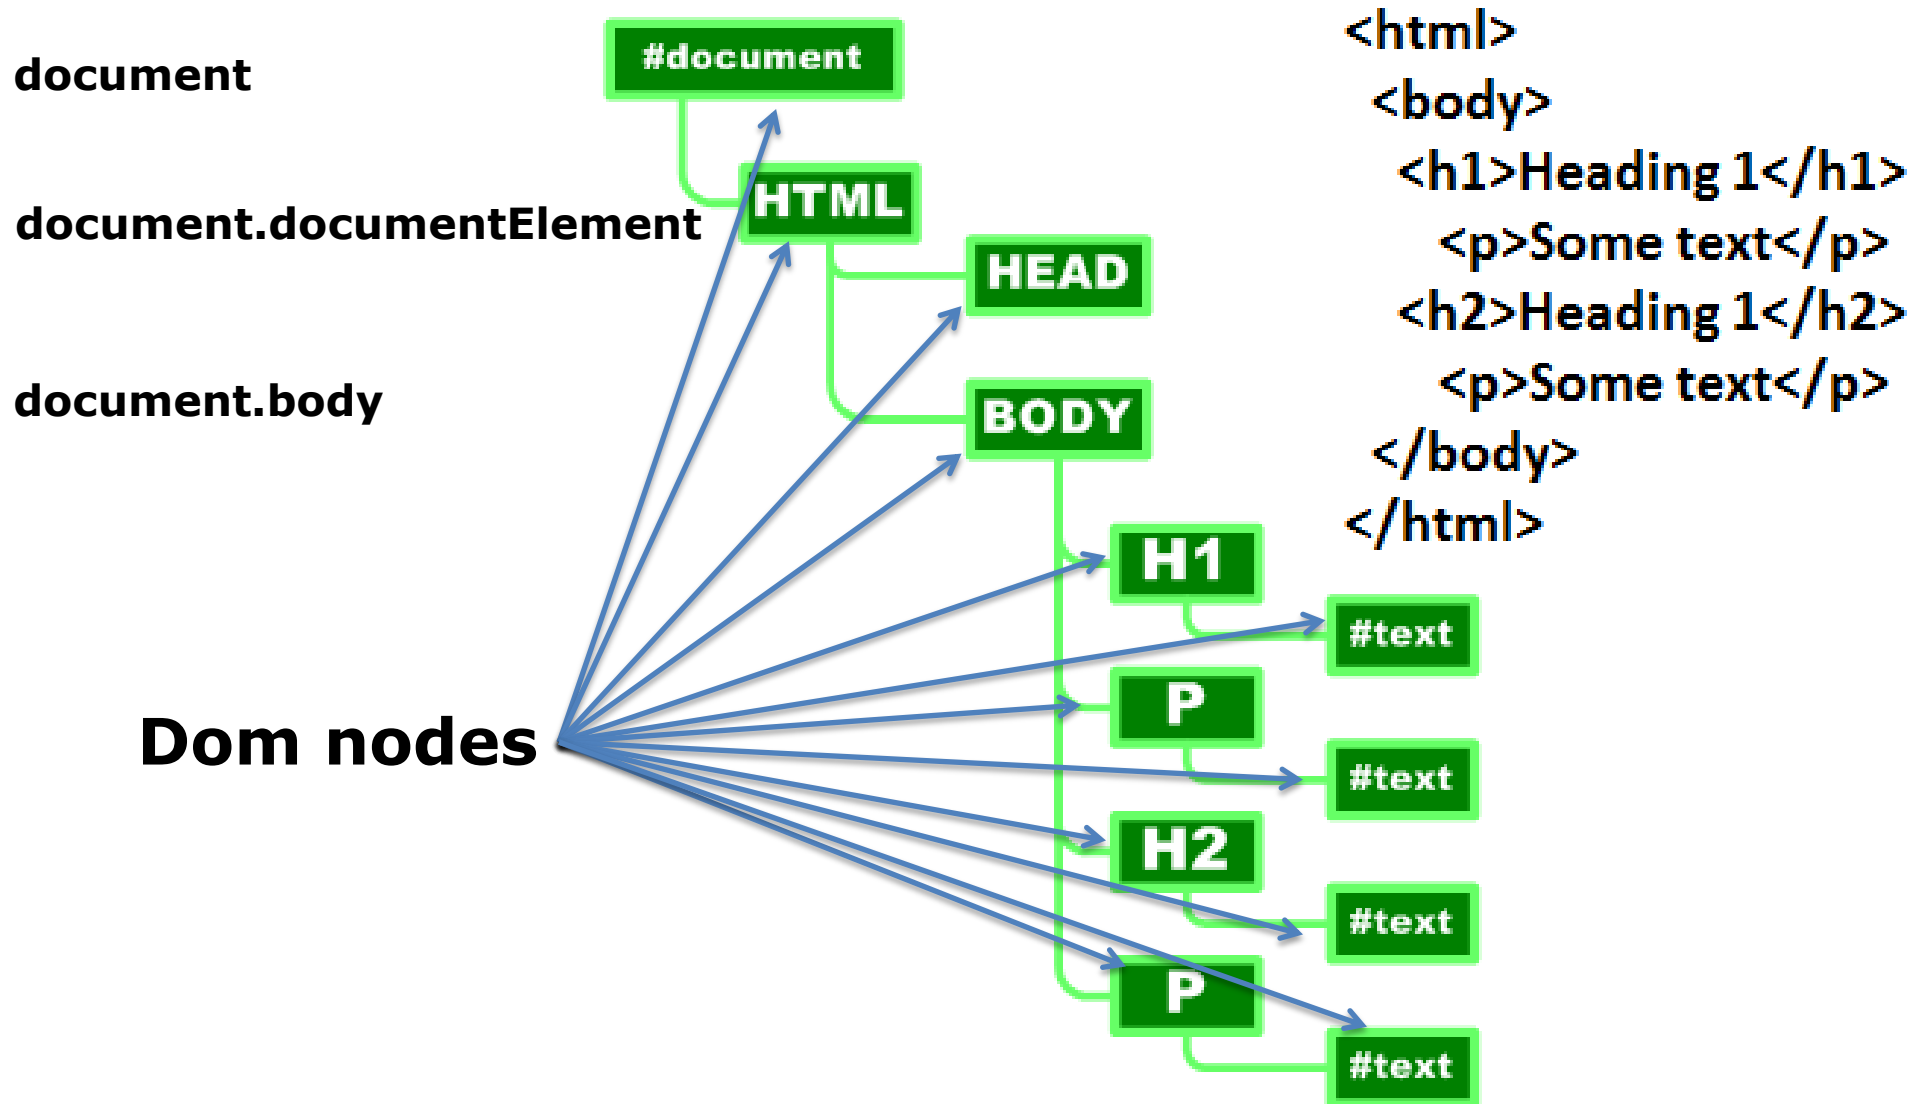 document
document.documentElement
document.body
Dom nodes
#document
HTML
HEAD
BODY
H1
#text
P
#text
H2
#text
P
#text
<html>
<body>
<h1>Heading 1</h1>
<p>Some text</p>
<h2>Heading 1</h2>
<p>Some text</p>
</body>
</html>